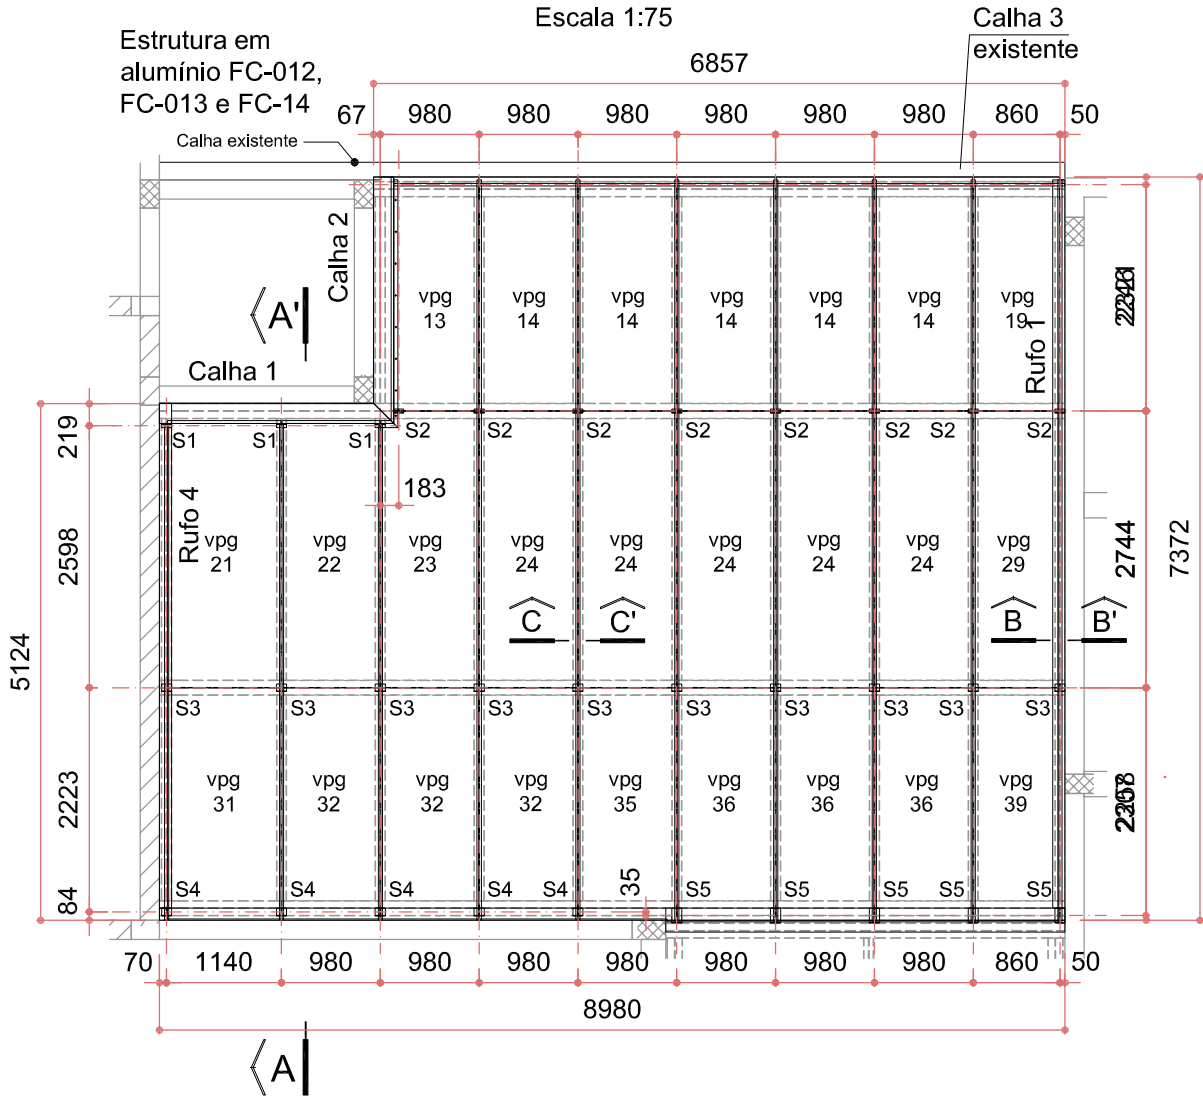 Escala 1:75
Calha 3
existente
Estrutura em
alumínio FC-012,
FC-013 e FC-14
Calha existente
6857
67 980 980 980 980 980 980 860 50
Calha 2
A'
Calha 1
vpg vpg vpg vpg vpg vpg vpg
13 14 14 14 14 14 19
Rufo 1
219
S1 S1 S1 S2 S2 S2 S2 S2 S2 S2 S2
183
Rufo 4
2598
vpg vpg vpg vpg vpg vpg vpg vpg vpg
21 22 23 24 24 24 24 24 29
2744
7372
C C' B B'
5124
S3 S3 S3 S3 S3 S3 S3 S3 S3 S3
2223
vpg vpg vpg vpg vpg vpg vpg vpg vpg
31 32 32 32 35 36 36 36 39
84
35
S4 S4 S4 S4 S4 S5 S5 S5 S5 S5
70 1140 980 980 980 980 980 980 980 860 50
8980
A